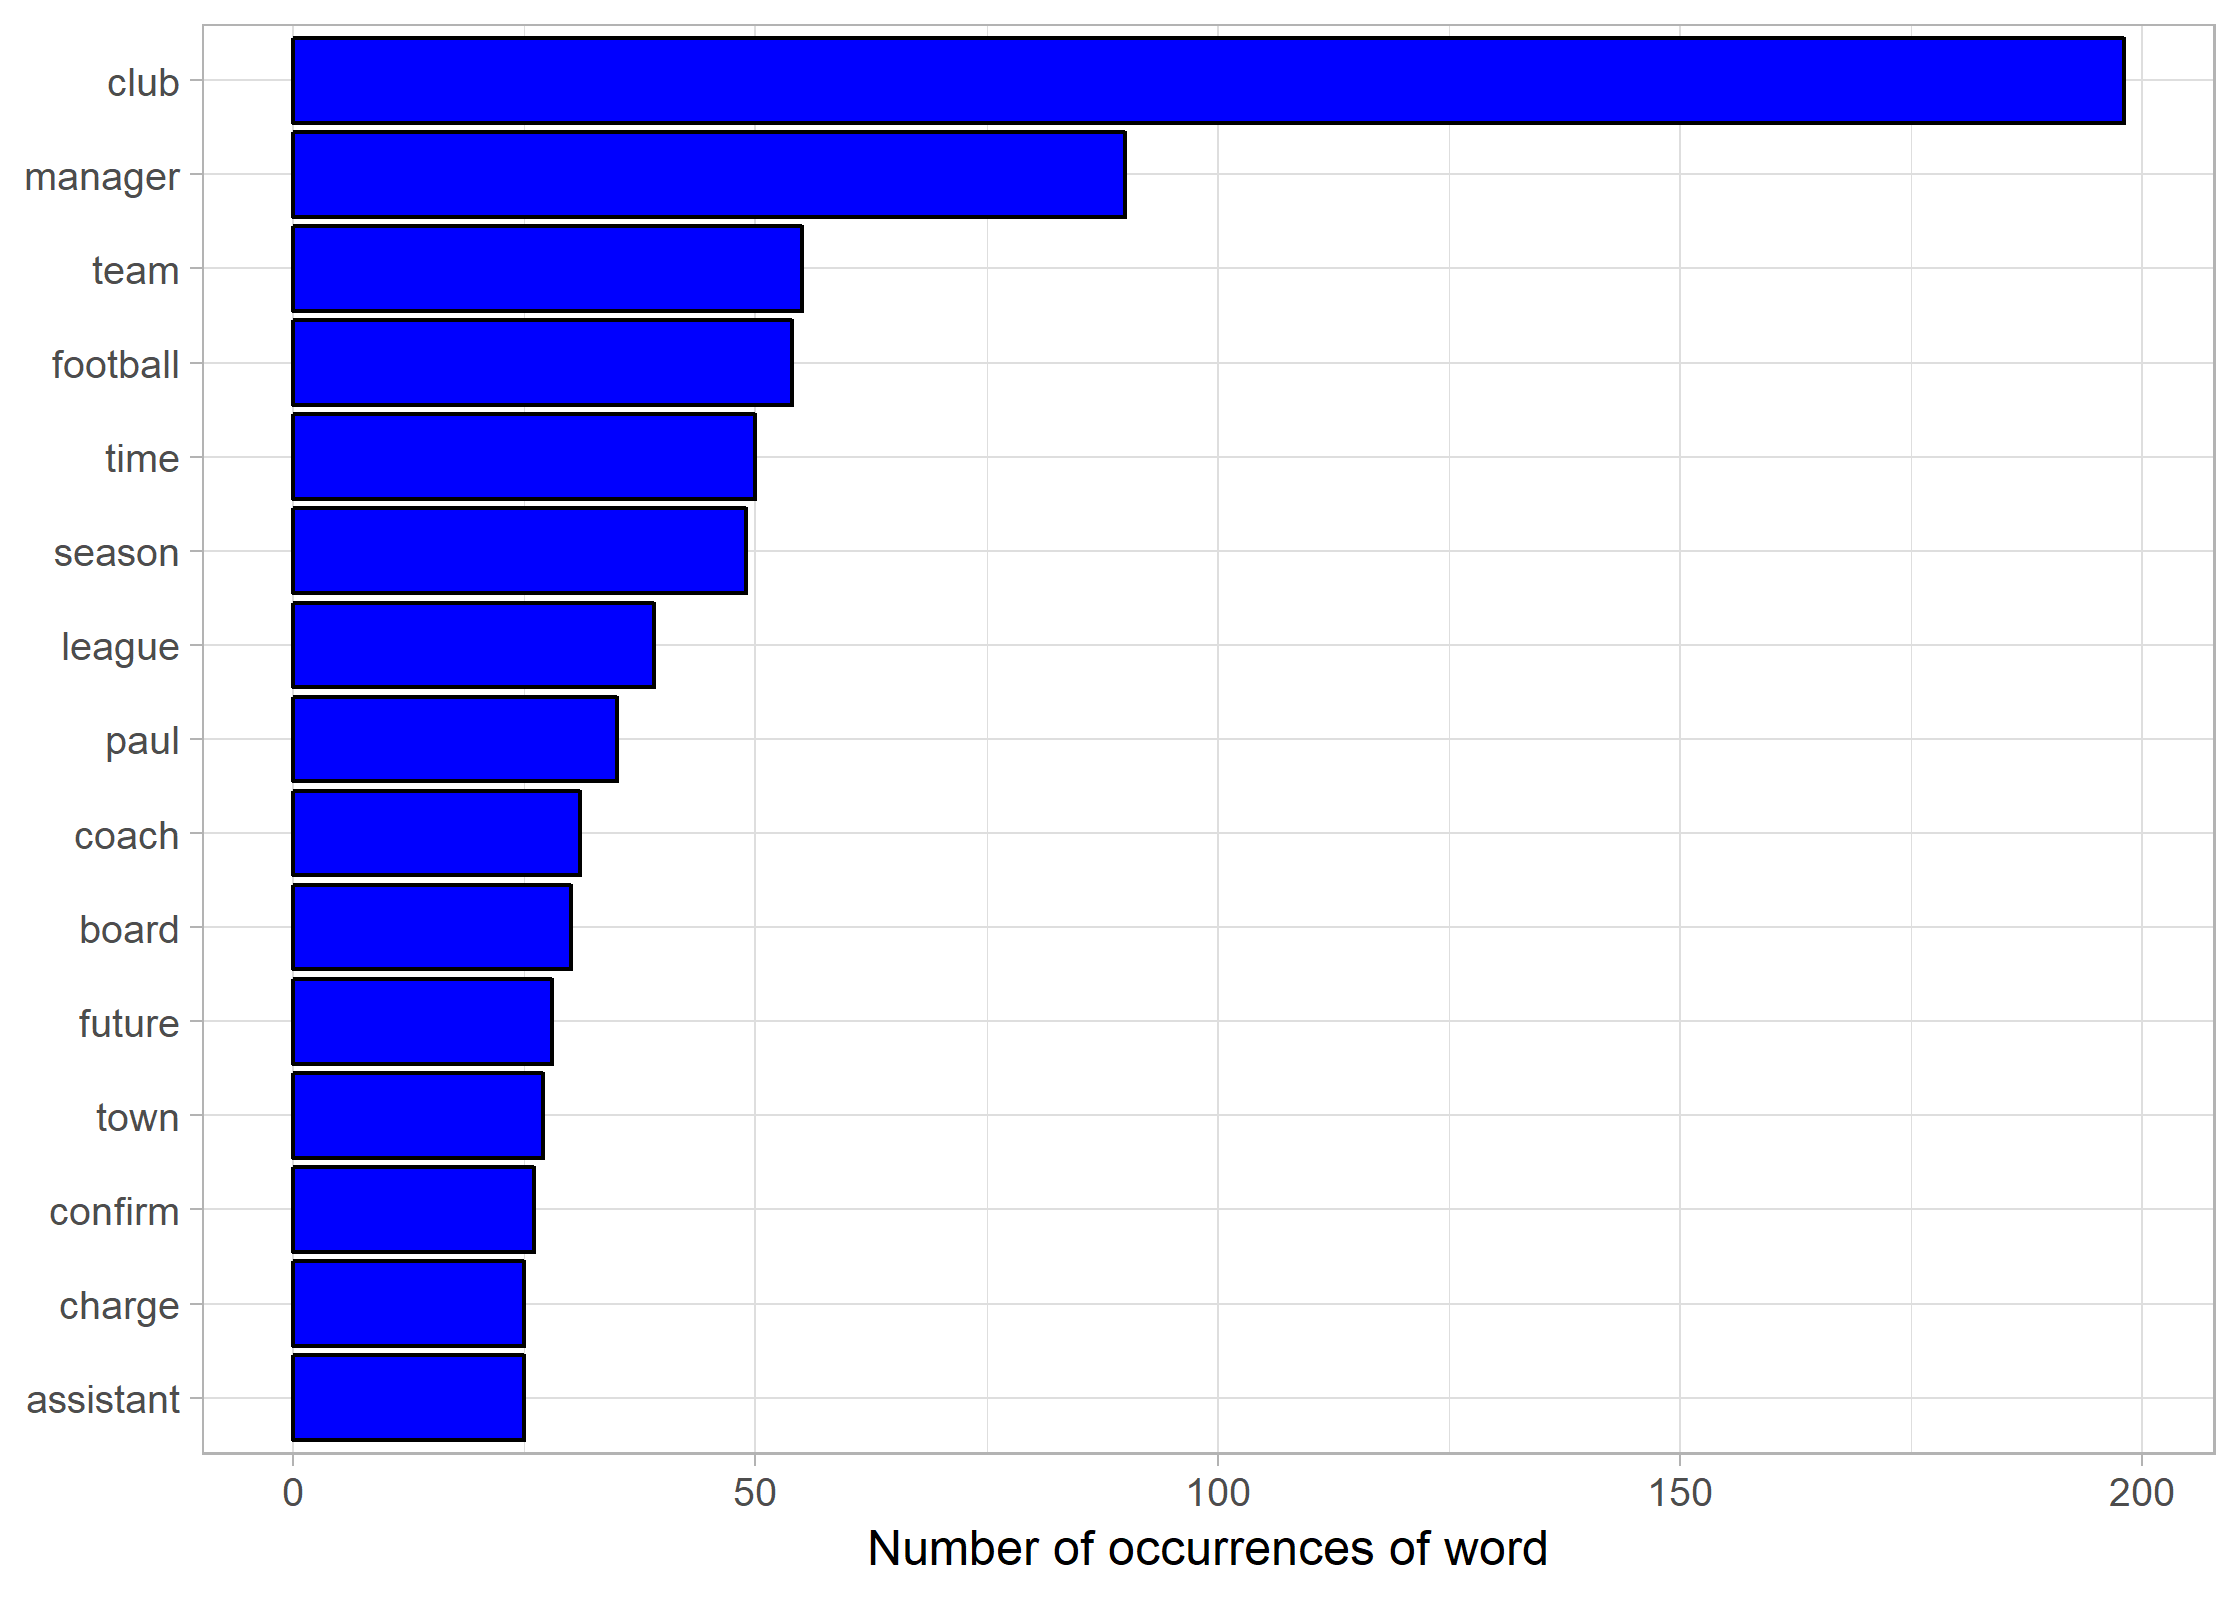 club
manager
team
football
time
season
league
paul
coach
board
future
town
confirm
charge
assistant
0 50 100 150 200
Number of occurrences of word